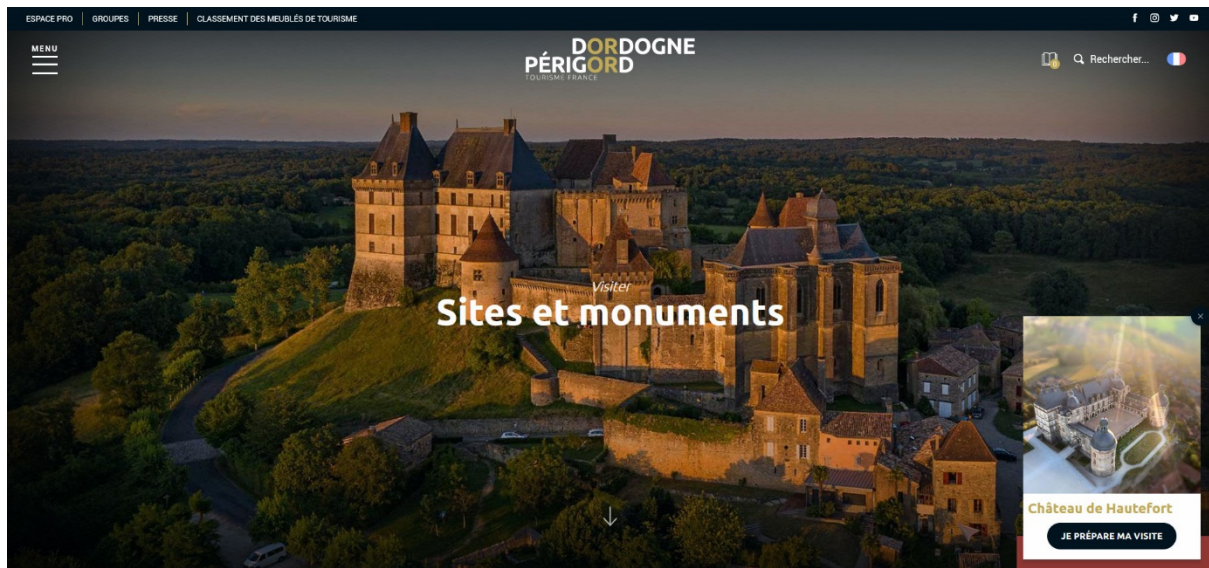 ESPACE PRO GROUPES PRESSE CLASSEMENT DES MEUBLÉS DE TOURISME
MENU
DORDOGNE
PÉRIGORD
TOURISME FRANCE
0
Rechercher...
Visiter
Sites et monuments
Château de Hautefort
JE PRÉPARE MA VISITE